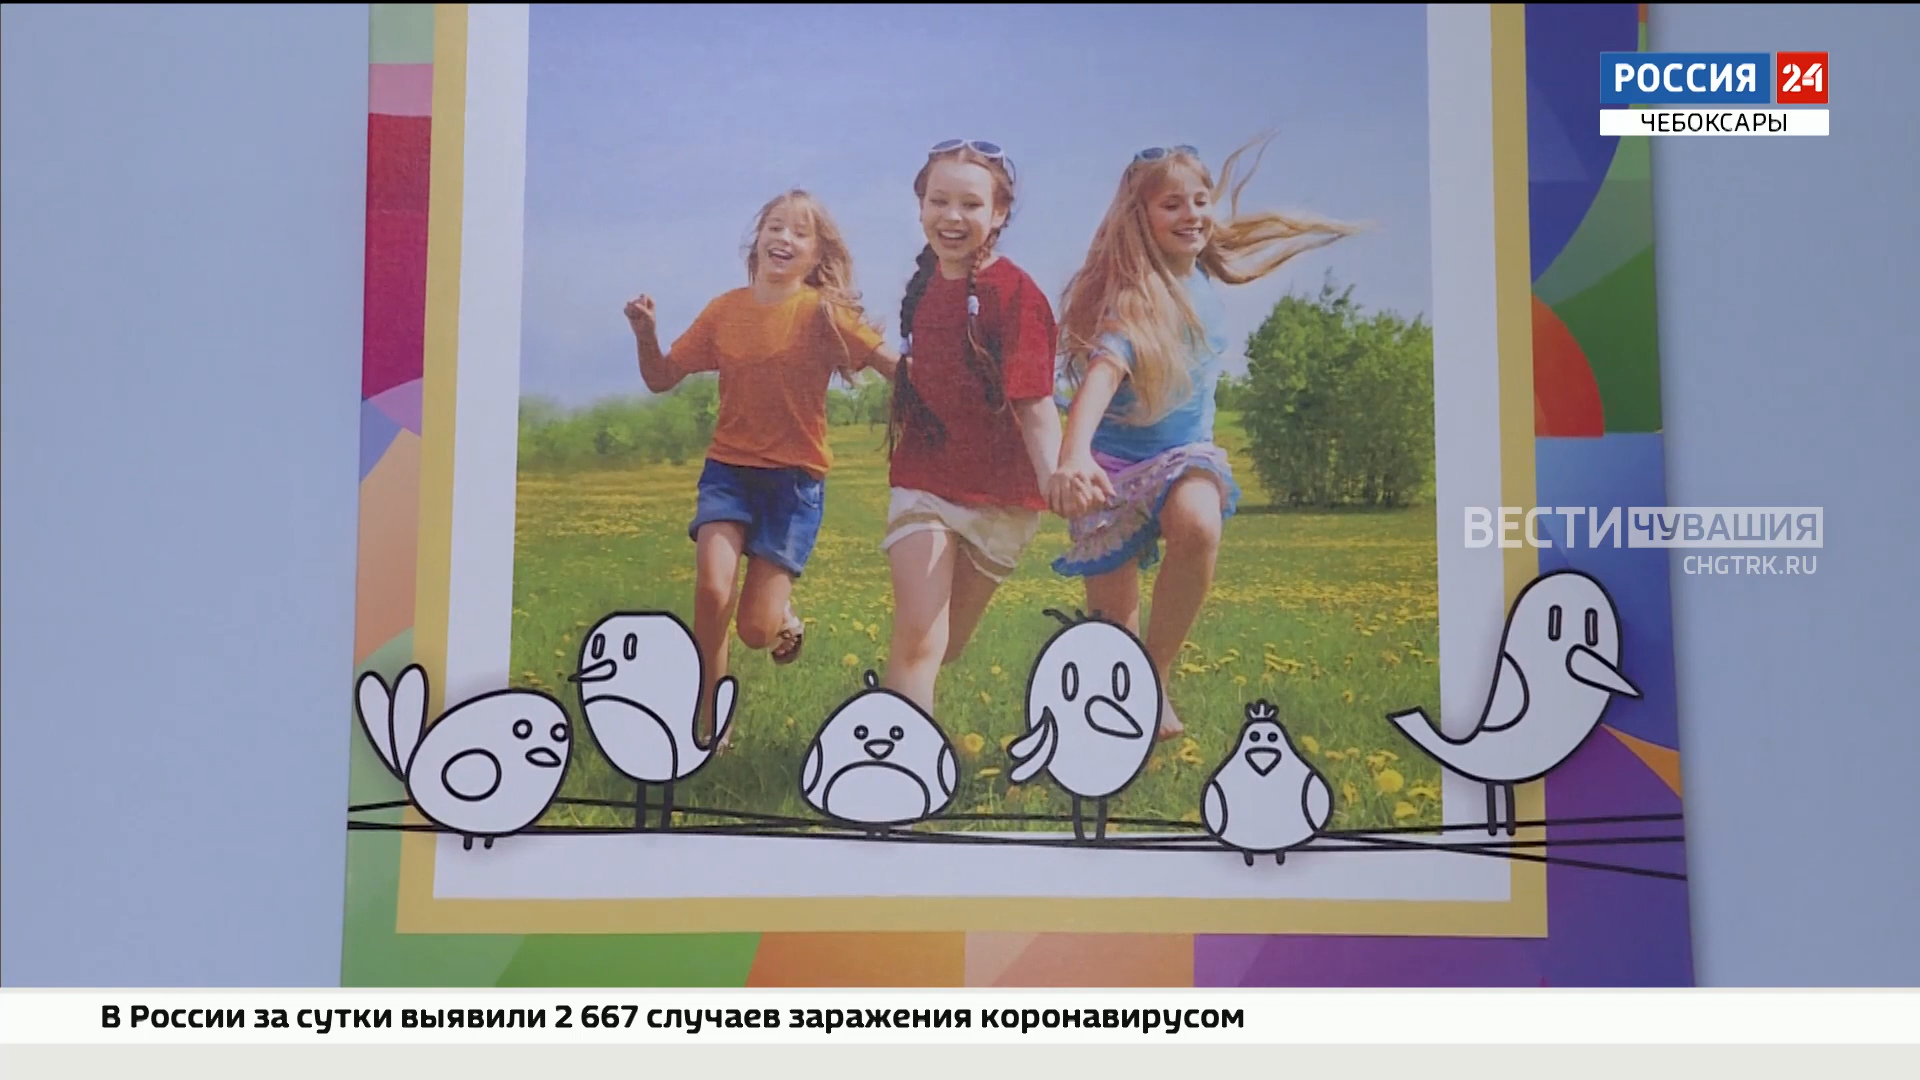 РОССИЯ 24
ЧЕБОКСАРЫ
ВЕСТИ ЧУВАШИЯ
CHGTRK.RU
В России за сутки выявили 2 667 случаев заражения коронавирусом